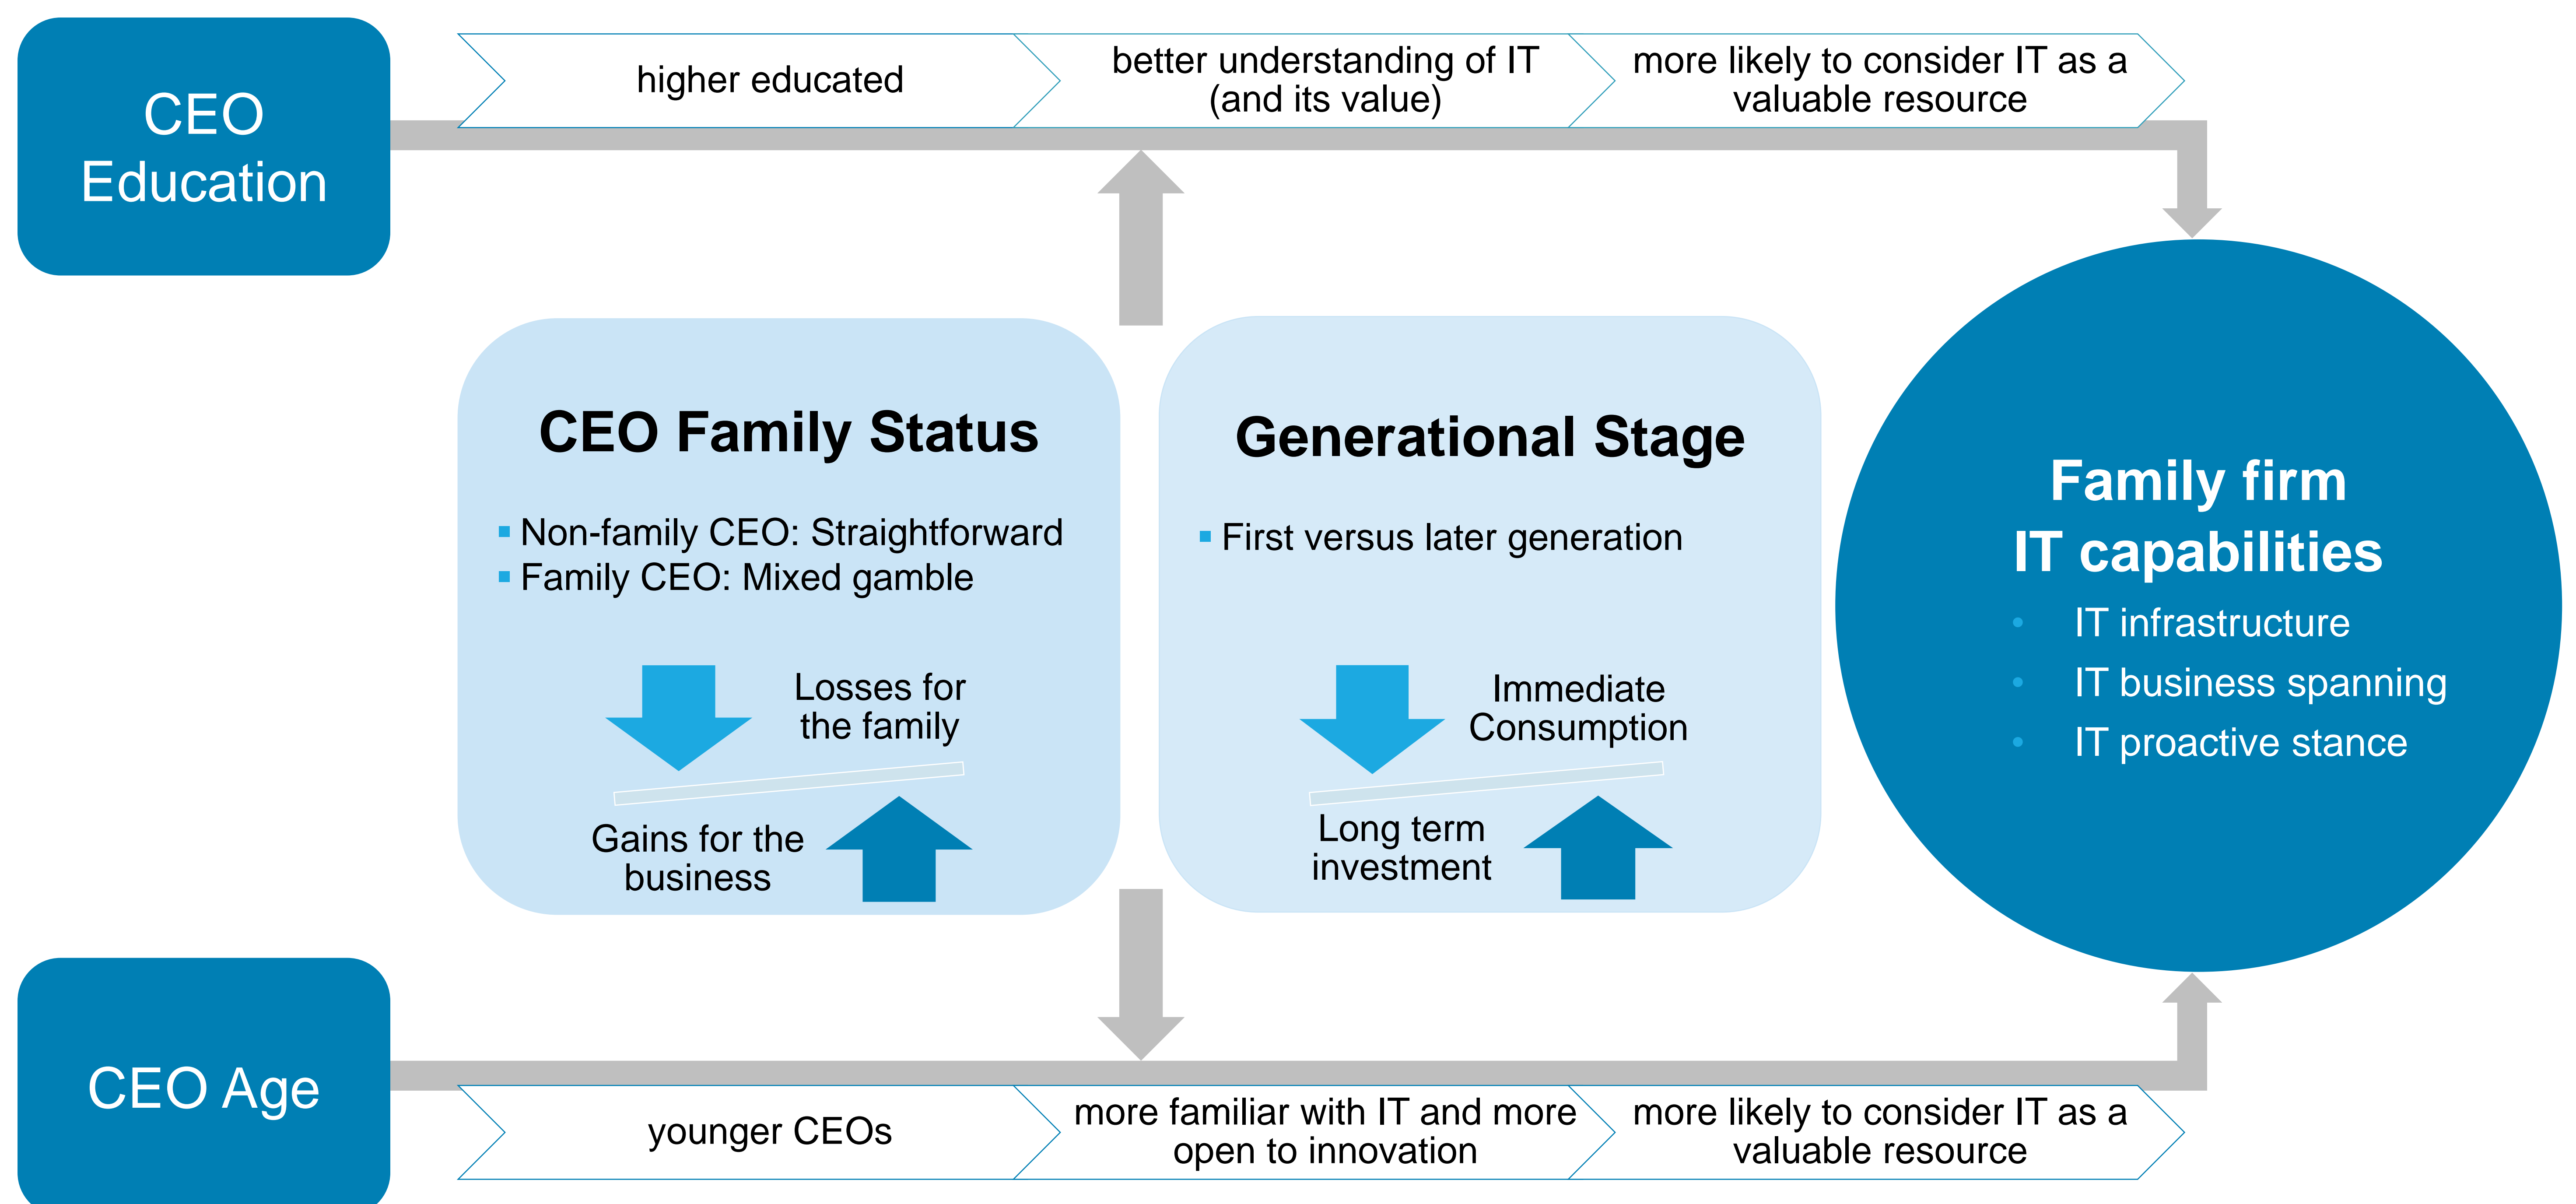 CEO
Education
higher educated
better understanding of IT
(and its value)
more likely to consider IT as a
valuable resource
CEO Family Status
Non-family CEO: Straightforward
Family CEO: Mixed gamble
Losses for
the family
Gains for the
business
Generational Stage
First versus later generation
Immediate
Consumption
Long term
investment
Family firm
IT capabilities
IT infrastructure
IT business spanning
IT proactive stance
CEO Age
younger CEOs
more familiar with IT and more
open to innovation
more likely to consider IT as a
valuable resource